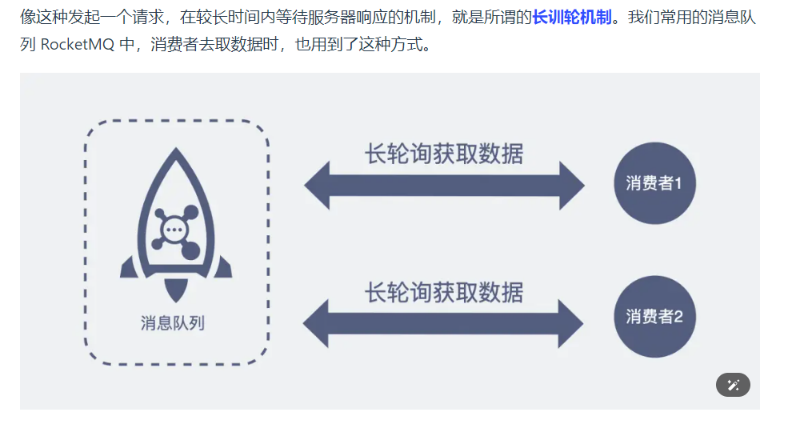 像这种发起一个请求，在较长时间内等待服务器响应的机制，就是所谓的长训轮机制。我们常用的消息队
列 RocketMQ 中，消费者去取数据时，也用到了这种方式。
长轮询获取数据
消费者1
消息队列
长轮询获取数据
消费者2